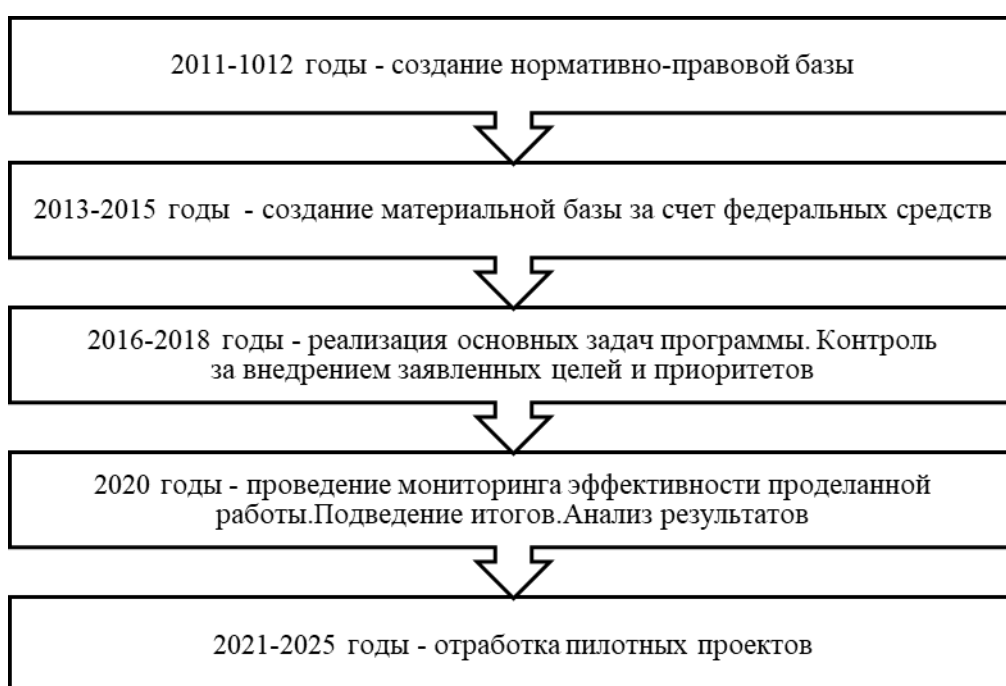 2011-1012 годы - создание нормативно-правовой базы
2013-2015 годы - создание материальной базы за счет федеральных средств
2016-2018 годы - реализация основных задач программы. Контроль
за внедрением заявленных целей и приоритетов
2020 годы - проведение мониторинга эффективности проделанной
работы.Подведение итогов.Анализ результатов
2021-2025 годы - отработка пилотных проектов